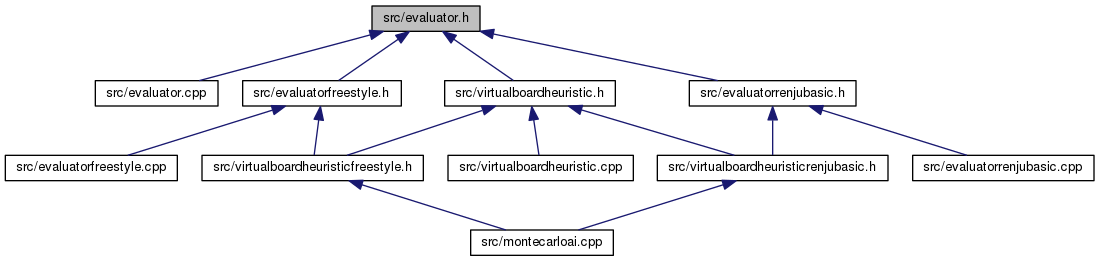 src/evaluator.h
src/evaluator.cpp
src/evaluatorfreestyle.h
src/virtualboardheuristic.h
src/evaluatorrenjubasic.h
src/evaluatorfreestyle.cpp
src/virtualboardheuristicfreestyle.h
src/virtualboardheuristic.cpp
src/virtualboardheuristicrenjubasic.h
src/evaluatorrenjubasic.cpp
src/montecarloai.cpp